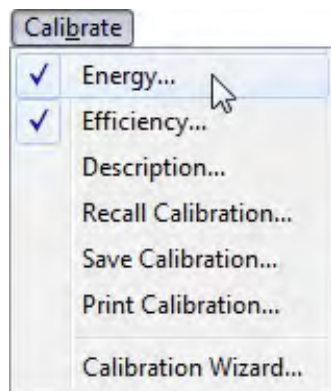 Calibrate
Energy...
Efficiency...
Description...
Recall Calibration...
Save Calibration...
Print Calibration...
Calibration Wizard...